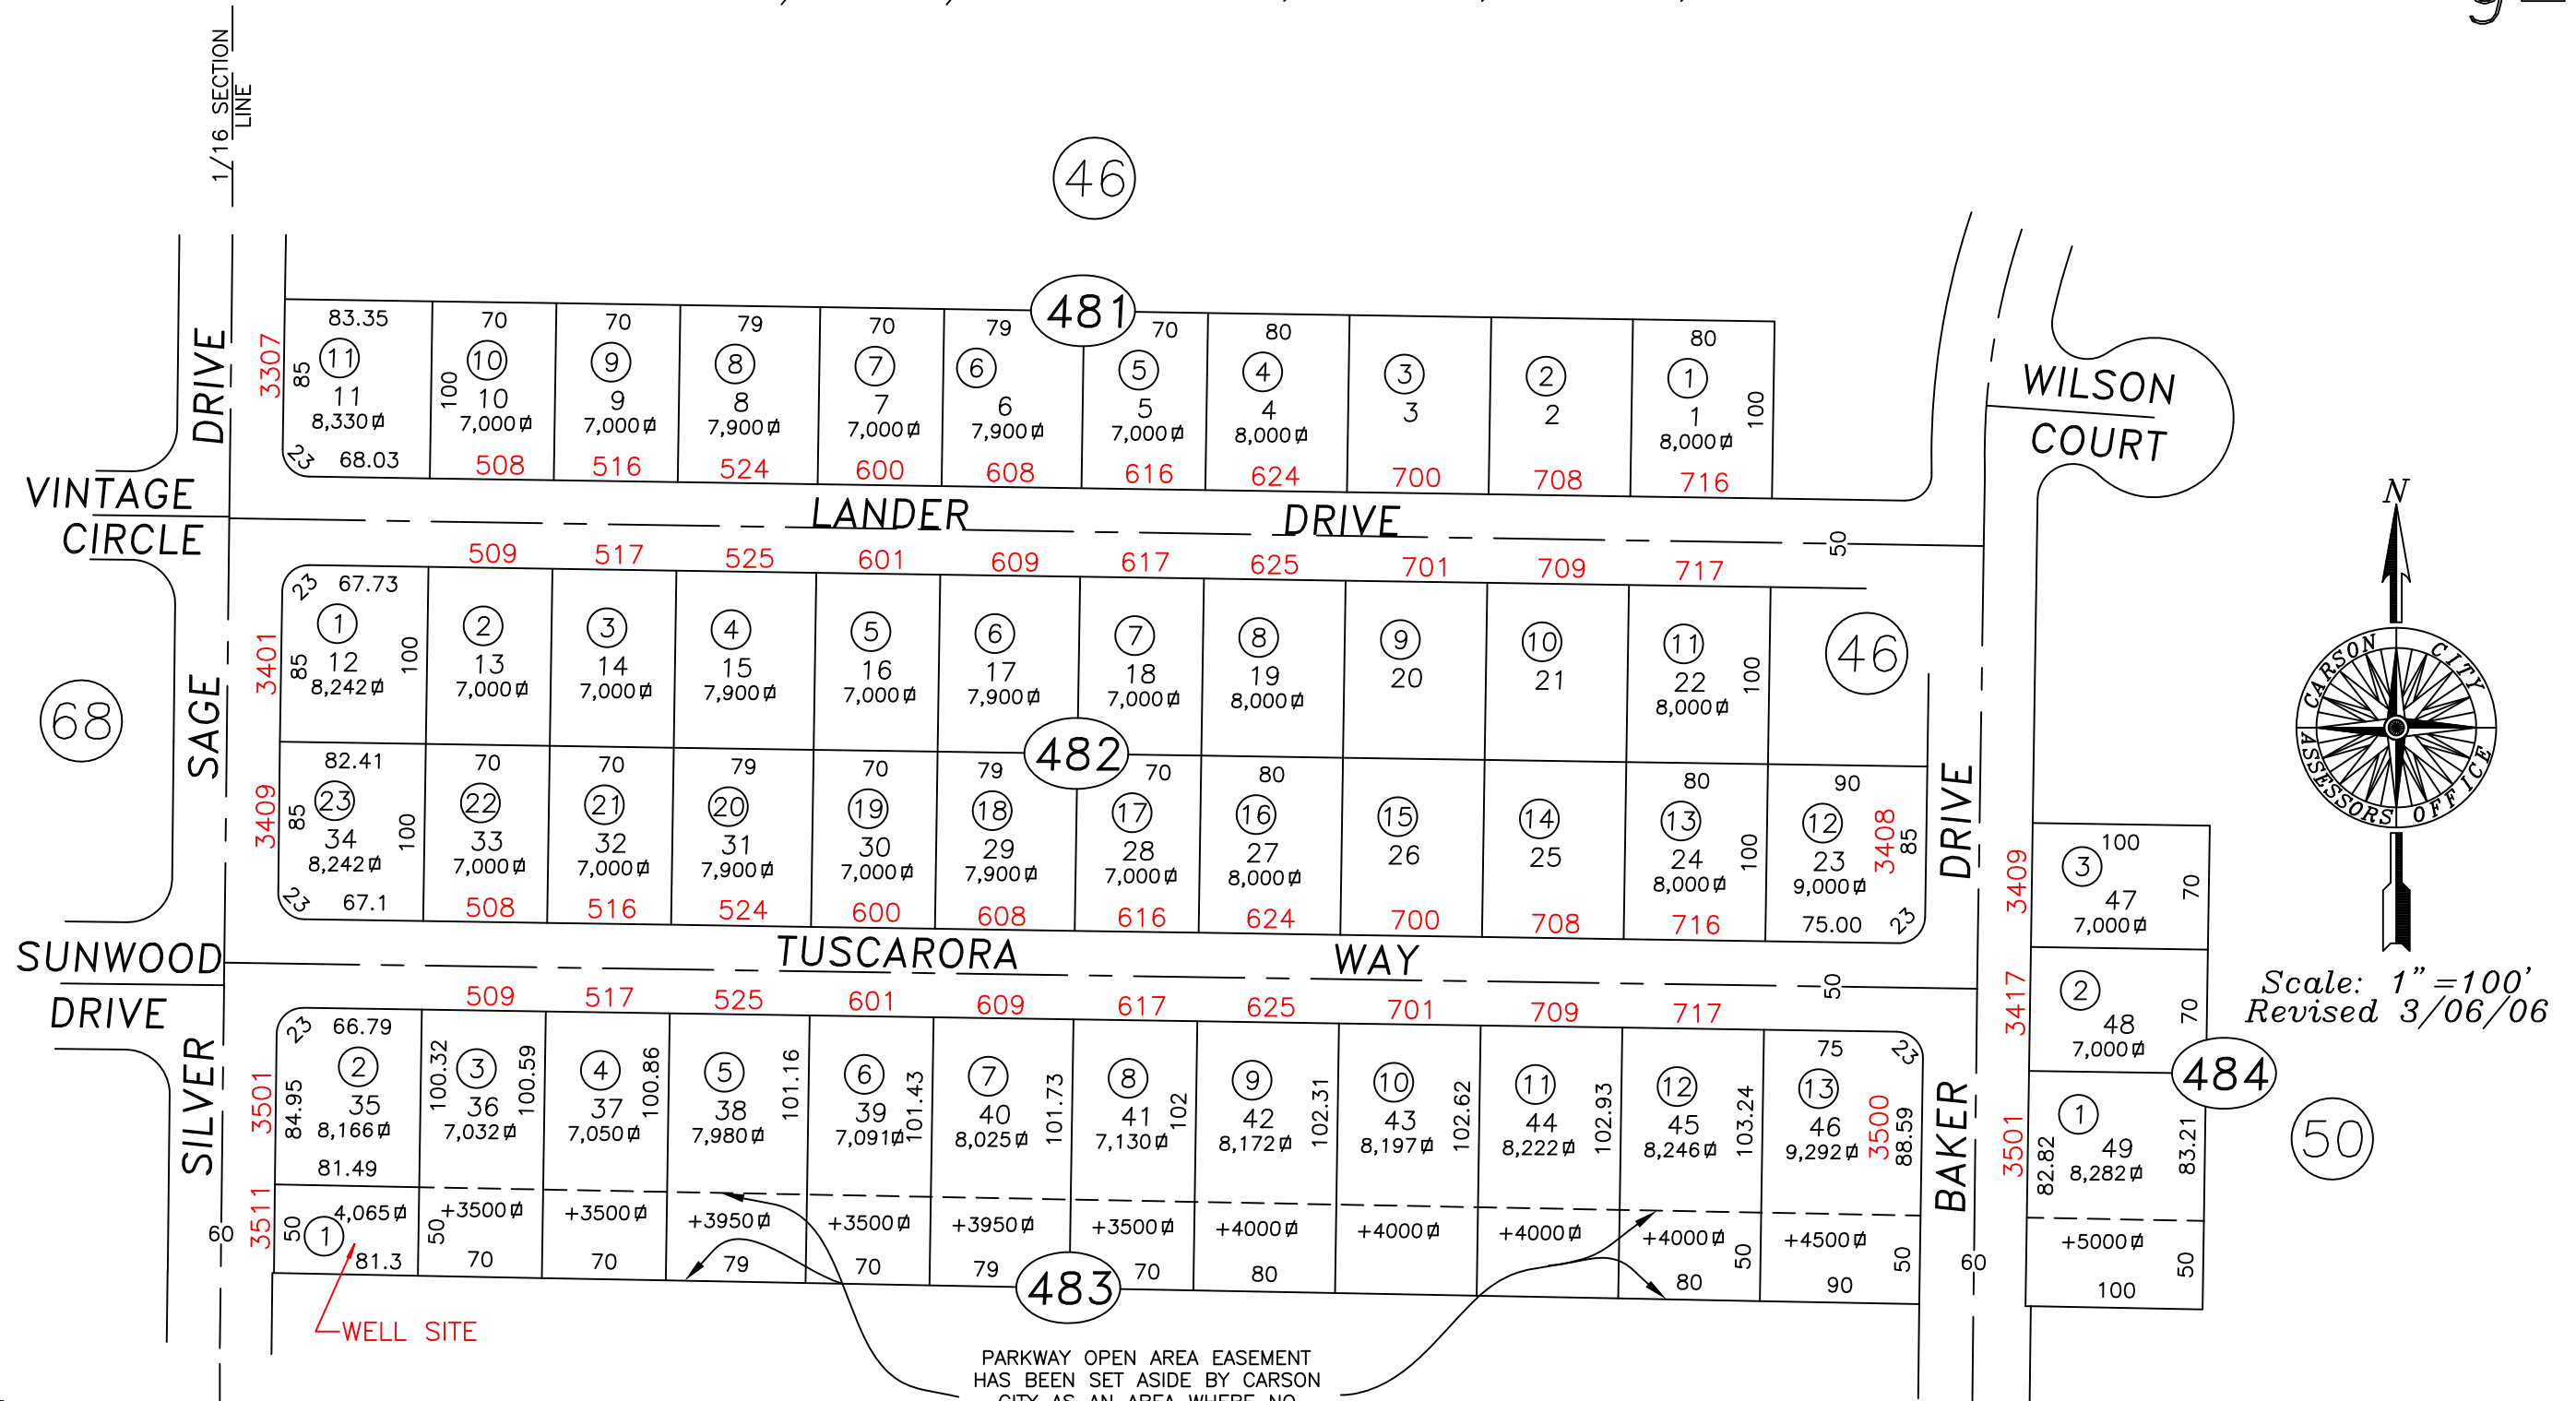 1/16 SECTION
LINE
46
481
83.35 70 70 79 70 79 70 80 80
3307 85 11 100 10 9 8 7 6 5 4 3 2 1 100
11 10 9 8 7 6 5 4 3 2 1
8,330 7,000 7,000 7,900 7,000 7,900 7,000 8,000 8,000
23 68.03 508 516 524 600 608 616 624 700 708 716
WILSON
COURT
VINTAGE
CIRCLE
LANDER DRIVE
50
509 517 525 601 609 617 625 701 709 717
23 67.73
3401 85 1 100 2 3 4 5 6 7 8 9 10 11 100
12 13 14 15 16 17 18 19 20 21 22
8,242 7,000 7,000 7,900 7,000 7,900 7,000 8,000 8,000
46
68
482
82.41 70 70 79 70 79 70 80 80 90
3409 85 23 100 22 21 20 19 18 17 16 15 14 13 100 12 3408 85
34 33 32 31 30 29 28 27 26 25 24 23
8,242 7,000 7,000 7,900 7,000 7,900 7,000 8,000 8,000 9,000
23 67.1 508 516 524 600 608 616 624 700 708 716 75.00 23
SUNWOOD
DRIVE
TUSCARORA WAY
50
509 517 525 601 609 617 625 701 709 717
23 66.79 75 23
3501 84.95 2 100.32 3 100.59 4 100.86 5 101.16 6 101.43 7 101.73 8 102 9 102.31 10 102.62 11 102.93 12 103.24 13 3500 88.59
35 36 37 38 39 40 41 42 43 44 45 46
8,166 7,032 7,050 7,980 7,091 8,025 7,130 8,172 8,197 8,222 8,246 9,292
81.49
3511 50 1 4,065 50 +3500 +3500 +3950 +3500 +3950 +3500 +4000 +4000 +4000 +4000 50 +4500 50
81.3 70 70 79 70 79 70 80 80 90
483
WELL SITE
SILVER SAGE DRIVE
60
BAKER DRIVE
60
3409 3 100 70
47
7,000
3417 2 70
48
7,000
484
3501 82.82 1 83.21
49
8,282
+5000 50
100
50
N
CARSON CITY
ASSESSORS OFFICE
Scale: 1"=100'
Revised 3/06/06
PARKWAY OPEN AREA EASEMENT
HAS BEEN SET ASIDE BY CARSON
CITY AS AN AREA WHERE NO